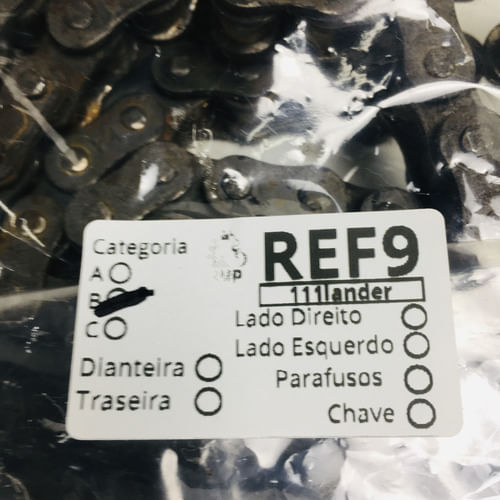 Categoria
A
B
C
Dianteira
Traseira
REF9
111lander
Lado Direito
Lado Esquerdo
Parafusos
Chave